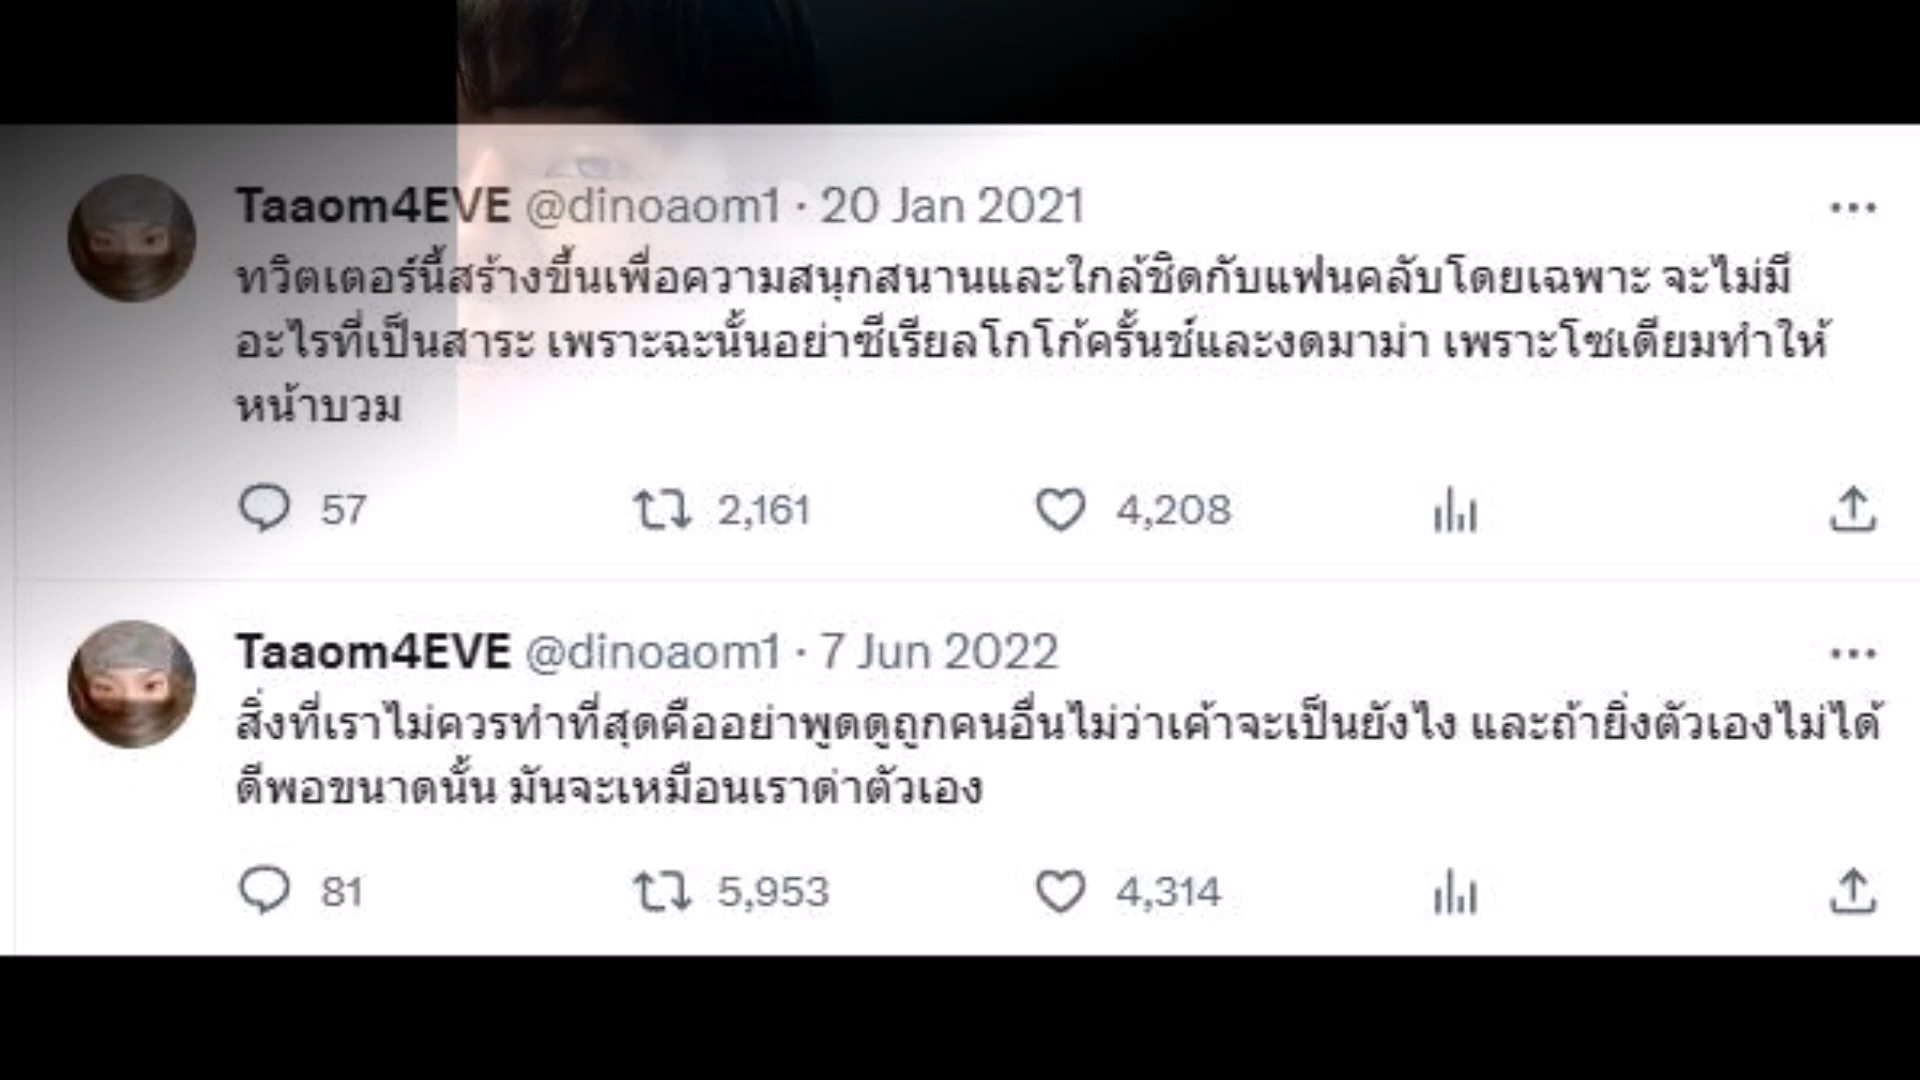 Taaom4EVE @dinoaom1 · 20 Jan 2021
ทวิตเตอร์นี้สร้างขึ้นเพื่อความสนุกสนานและใกล้ชิดกับแฟนคลับโดยเฉพาะ จะไม่มี
อะไรที่เป็นสาระ เพราะฉะนั้นอย่าซีเรียลโกโก้ครั้นช์และงดมาม่า เพราะโซเดียมทำให้
หน้าบวม
57 2,161 4,208
Taaom4EVE @dinoaom1 · 7 Jun 2022
สิ่งที่เราไม่ควรทำที่สุดคืออย่าพูดดูถูกคนอื่นไม่ว่าเค้าจะเป็นยังไง และถ้ายิ่งตัวเองไม่ได้
ดีพอขนาดนั้น มันจะเหมือนเราด่าตัวเอง
81 5,953 4,314